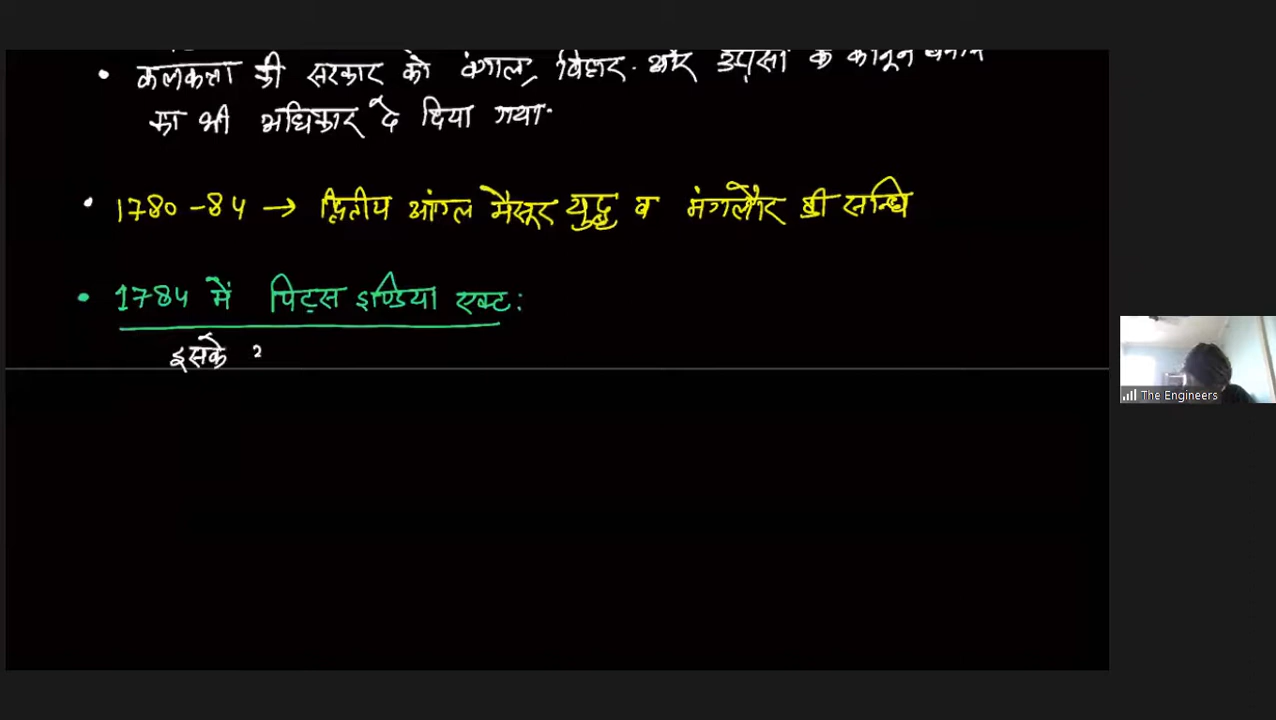 • कलकत्ता की सरकार को बंगाल, बिहार और उड़ीसा के कानून बनाने
का भी अधिकार दे दिया गया.
• 1780-84 → द्वितीय आंग्ल मैसूर युद्ध व मंगलौर की सन्धि
• 1784 में पिट्स इण्डिया एक्ट:
इसके
The Engineers